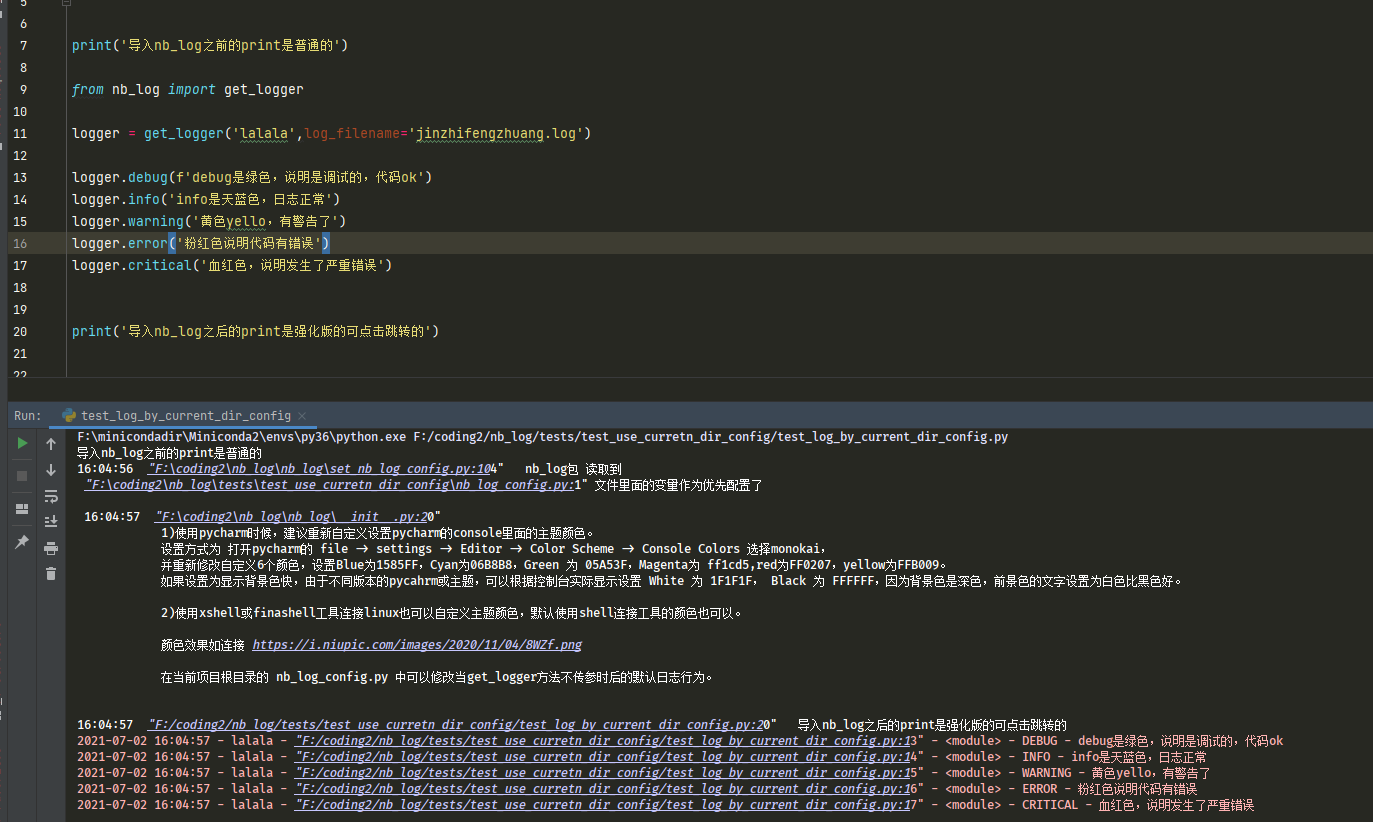 5
6
7 print('导入nb_log之前的print是普通的')
8
9 from nb_log import get_logger
10
11 logger = get_logger('lalala',log_filename='jinzhifengzhuang.log')
12
13 logger.debug(f'debug是绿色，说明是调试的，代码ok')
14 logger.info('info是天蓝色，日志正常')
15 logger.warning('黄色yello，有警告了')
16 logger.error('粉红色说明代码有错误')
17 logger.critical('血红色，说明发生了严重错误')
18
19
20 print('导入nb_log之后的print是强化版的可点击跳转的')
21
22
Run: test_log_by_current_dir_config ×
F:\minicondadir\Miniconda2\envs\py36\python.exe F:/coding2/nb_log/tests/test_use_curretn_dir_config/test_log_by_current_dir_config.py
导入nb_log之前的print是普通的
16:04:56 "F:\coding2\nb_log\nb_log\set_nb_log_config.py:104" nb_log包 读取到
"F:\coding2\nb_log\tests\test_use_curretn_dir_config\nb_log_config.py:1" 文件里面的变量作为优先配置了
16:04:57 "F:\coding2\nb_log\nb_log\__init__.py:20"
1)使用pycharm时候，建议重新自定义设置pycharm的console里面的主题颜色。
设置方式为 打开pycharm的 file -> settings -> Editor -> Color Scheme -> Console Colors 选择monokai，
并重新修改自定义6个颜色，设置Blue为1585FF，Cyan为06B8B8，Green 为 05A53F，Magenta为 ff1cd5,red为FF0207，yellow为FFB009。
如果设置为显示背景色快，由于不同版本的pycahrm或主题，可以根据控制台实际显示设置 White 为 1F1F1F， Black 为 FFFFFF，因为背景色是深色，前景色的文字设置为白色比黑色好。
2)使用xshell或finashell工具连接linux也可以自定义主题颜色，默认使用shell连接工具的颜色也可以。
颜色效果如连接 https://i.niupic.com/images/2020/11/04/8WZf.png
在当前项目根目录的 nb_log_config.py 中可以修改当get_logger方法不传参时后的默认日志行为。
16:04:57 "F:/coding2/nb_log/tests/test_use_curretn_dir_config/test_log_by_current_dir_config.py:20" 导入nb_log之后的print是强化版的可点击跳转的
2021-07-02 16:04:57 - lalala - "F:/coding2/nb_log/tests/test_use_curretn_dir_config/test_log_by_current_dir_config.py:13" - <module> - DEBUG - debug是绿色，说明是调试的，代码ok
2021-07-02 16:04:57 - lalala - "F:/coding2/nb_log/tests/test_use_curretn_dir_config/test_log_by_current_dir_config.py:14" - <module> - INFO - info是天蓝色，日志正常
2021-07-02 16:04:57 - lalala - "F:/coding2/nb_log/tests/test_use_curretn_dir_config/test_log_by_current_dir_config.py:15" - <module> - WARNING - 黄色yello，有警告了
2021-07-02 16:04:57 - lalala - "F:/coding2/nb_log/tests/test_use_curretn_dir_config/test_log_by_current_dir_config.py:16" - <module> - ERROR - 粉红色说明代码有错误
2021-07-02 16:04:57 - lalala - "F:/coding2/nb_log/tests/test_use_curretn_dir_config/test_log_by_current_dir_config.py:17" - <module> - CRITICAL - 血红色，说明发生了严重错误